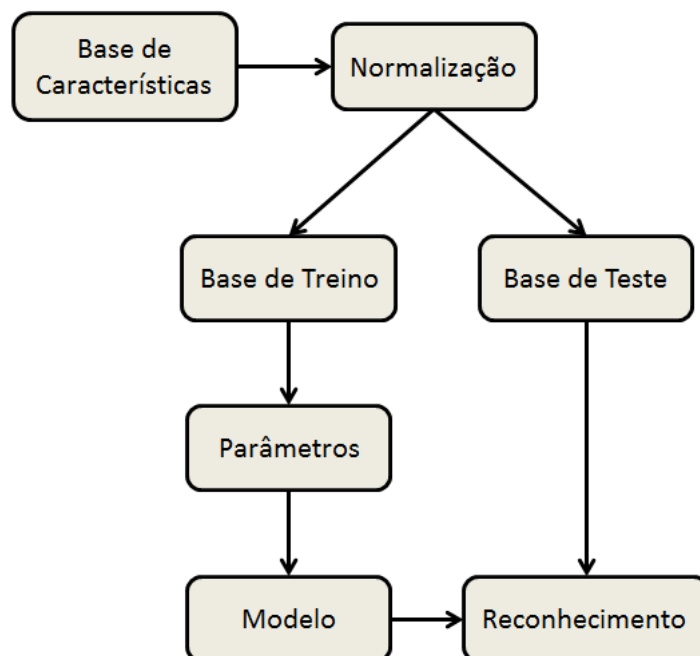 Base de
Características
Normalização
Base de Treino
Base de Teste
Parâmetros
Modelo
Reconhecimento